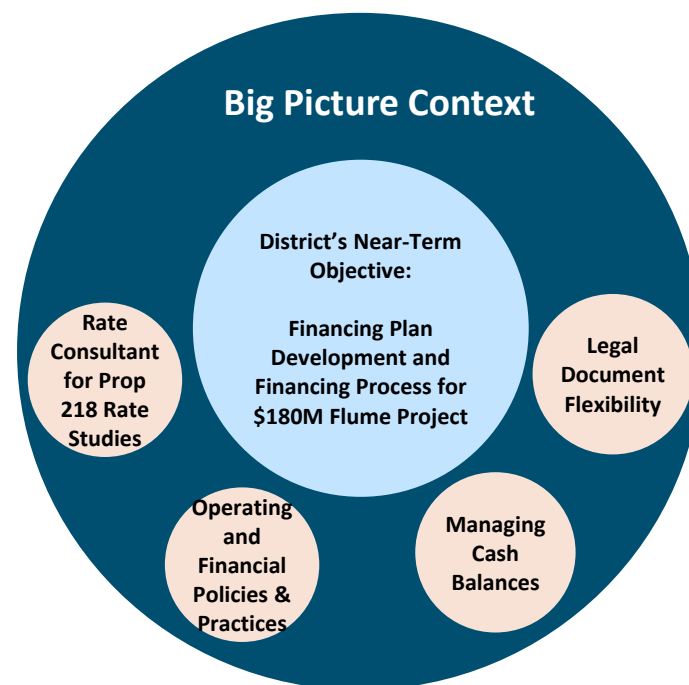 Big Picture Context
District’s Near-Term
Objective:
Financing Plan
Development and
Financing Process for
$180M Flume Project
Rate
Consultant
for Prop
218 Rate
Studies
Operating
and
Financial
Policies &
Practices
Managing
Cash
Balances
Legal
Document
Flexibility